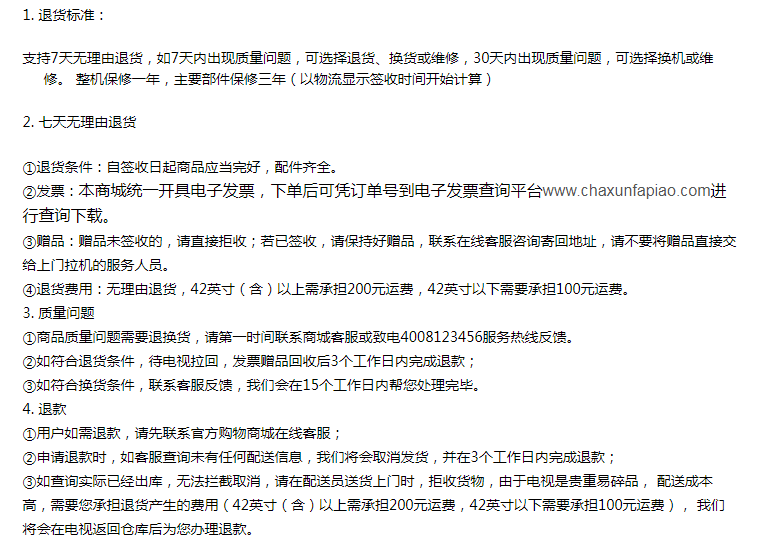 1. 退货标准：
支持7天无理由退货，如7天内出现质量问题，可选择退货、换货或维修，30天内出现质量问题，可选择换机或维
修。 整机保修一年，主要部件保修三年（以物流显示签收时间开始计算）
2. 七天无理由退货
①退货条件：自签收日起商品应当完好，配件齐全。
②发票：本商城统一开具电子发票，下单后可凭订单号到电子发票查询平台www.chaxunfapiao.com进
行查询下载。
③赠品：赠品未签收的，请直接拒收；若已签收，请保持好赠品，联系在线客服咨询寄回地址，请不要将赠品直接交
给上门拉机的服务人员。
④退货费用：无理由退货，42英寸（含）以上需承担200元运费，42英寸以下需要承担100元运费。
3. 质量问题
①商品质量问题需要退换货，请第一时间联系商城客服或致电4008123456服务热线反馈。
②如符合退货条件，待电视拉回，发票赠品回收后3个工作日内完成退款；
③如符合换货条件，联系客服反馈，我们会在15个工作日内帮您处理完毕。
4. 退款
①用户如需退款，请先联系官方购物商城在线客服；
②申请退款时，如客服查询未有任何配送信息，我们将会取消发货，并在3个工作日内完成退款；
③如查询实际已经出库，无法拦截取消，请在配送员送货上门时，拒收货物，由于电视是贵重易碎品， 配送成本
高，需要您承担退货产生的费用（42英寸（含）以上需承担200元运费，42英寸以下需要承担100元运费）， 我们
将会在电视返回仓库后为您办理退款。